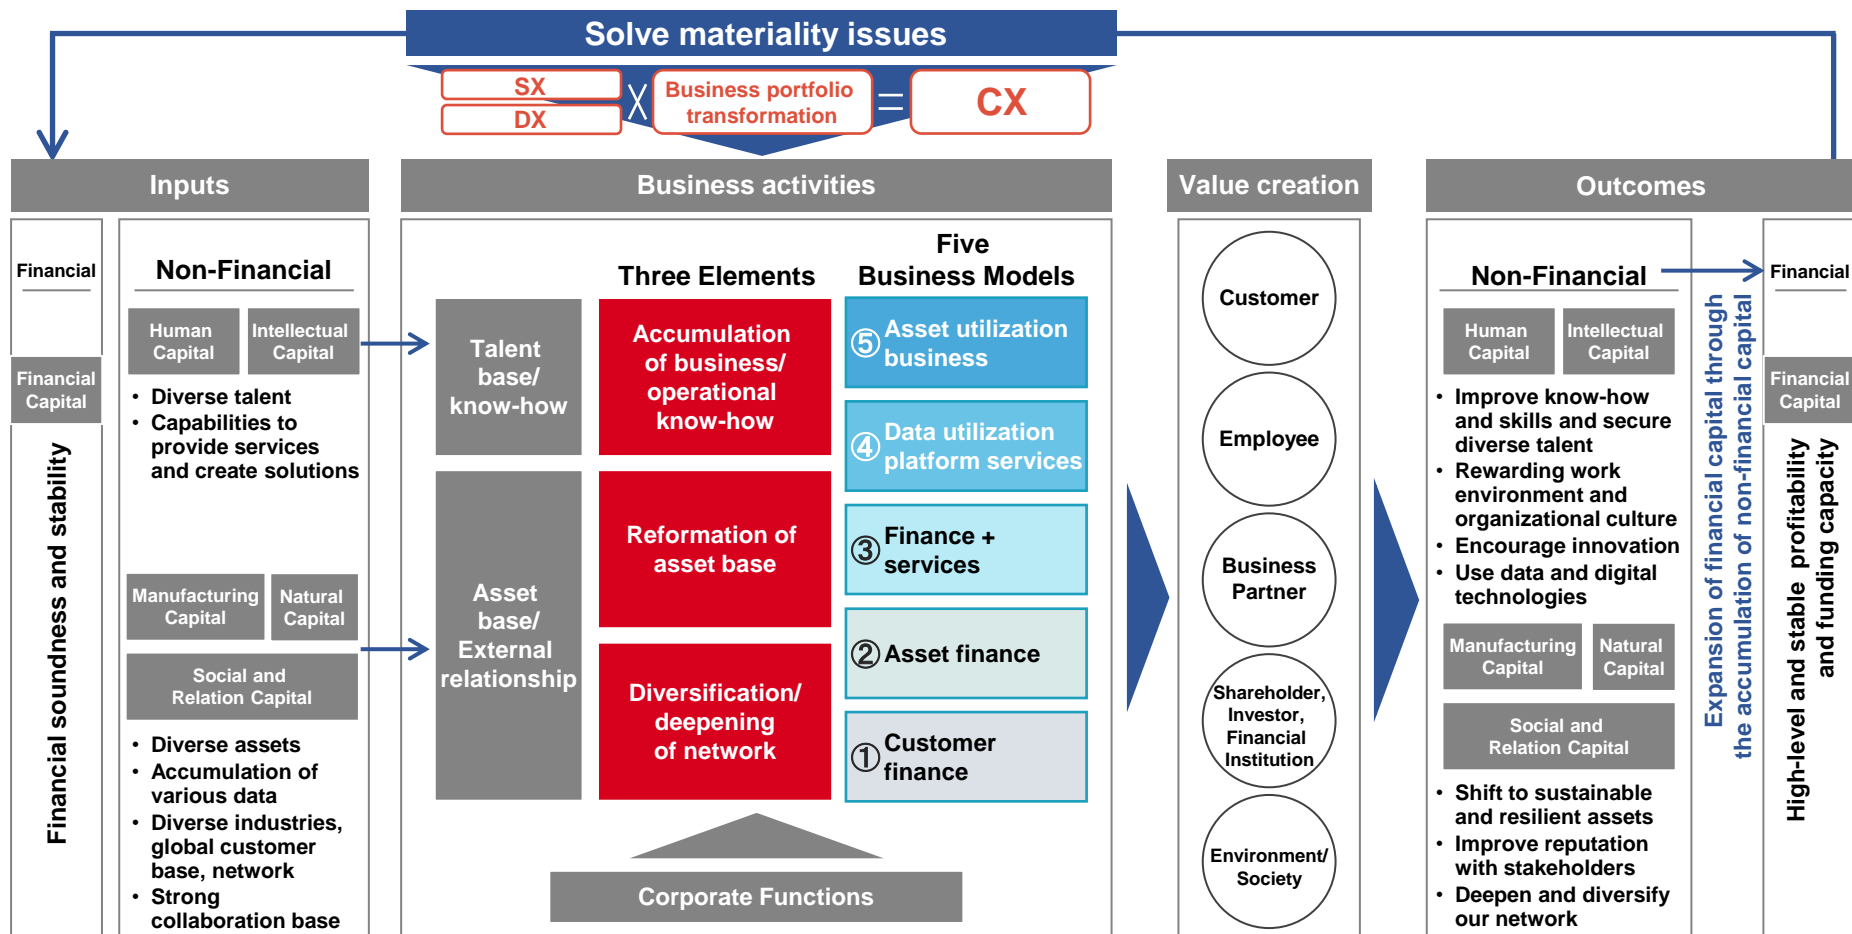 Solve materiality issues
SX
DX
×
Business portfolio
transformation
=
CX
Inputs
Financial
Financial
Capital
Financial soundness and stability
Non-Financial
Human
Capital
Intellectual
Capital
• Diverse talent
• Capabilities to
provide services
and create solutions
Manufacturing
Capital
Natural
Capital
Social and
Relation Capital
• Diverse assets
• Accumulation of
various data
• Diverse industries,
global customer
base, network
• Strong
collaboration base
Business activities
Talent
base/
know-how
Asset
base/
External
relationship
Three Elements
Accumulation
of business/
operational
know-how
Reformation of
asset base
Diversification/
deepening
of network
Five
Business Models
⑤ Asset utilization
business
④ Data utilization
platform services
③ Finance +
services
② Asset finance
① Customer
finance
Corporate Functions
Value creation
Customer
Employee
Business
Partner
Shareholder,
Investor,
Financial
Institution
Environment/
Society
Outcomes
Non-Financial
Human
Capital
Intellectual
Capital
• Improve know-how
and skills and secure
diverse talent
• Rewarding work
environment and
organizational culture
• Encourage innovation
• Use data and digital
technologies
Manufacturing
Capital
Natural
Capital
Social and
Relation Capital
• Shift to sustainable
and resilient assets
• Improve reputation
with stakeholders
• Deepen and diversify
our network
Expansion of financial capital through
the accumulation of non-financial capital
Financial
Financial
Capital
High-level and stable profitability
and funding capacity